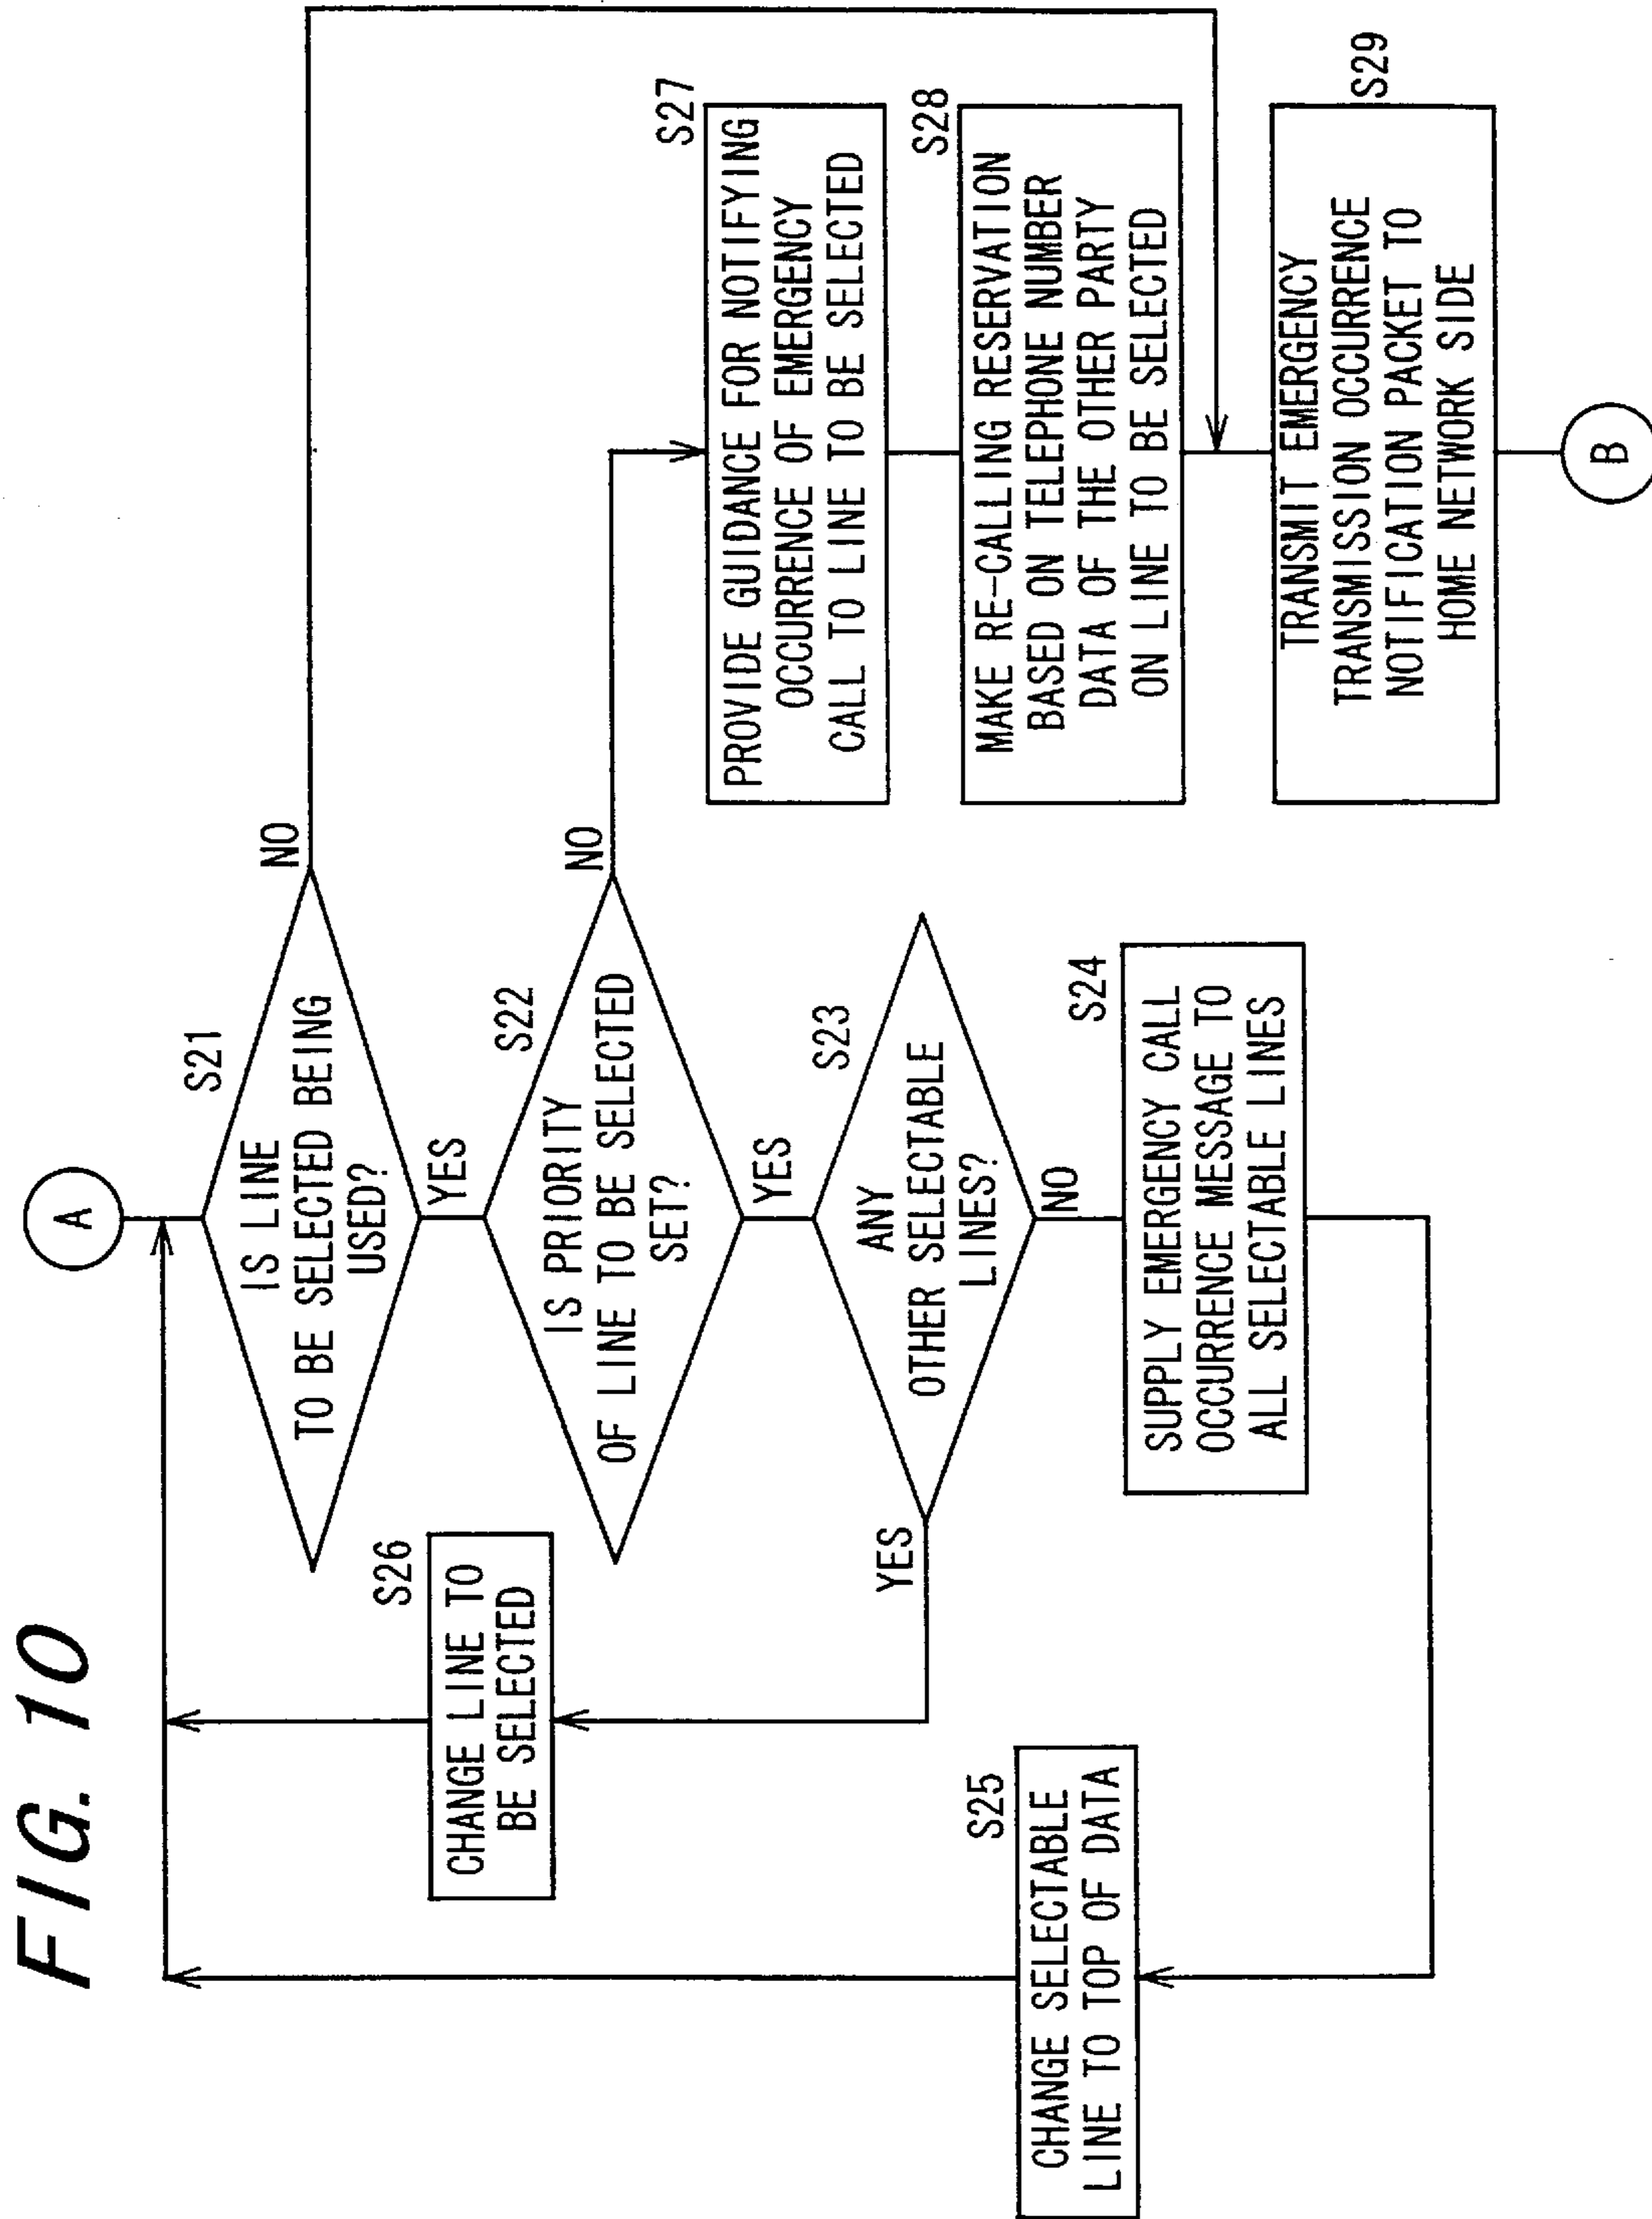 FIG. 10
A
S21
IS LINE
TO BE SELECTED BEING
USED?
NO
YES
S22
IS PRIORITY
OF LINE TO BE SELECTED
SET?
NO
YES
S23
ANY
OTHER SELECTABLE
LINES?
YES
NO
S24
SUPPLY EMERGENCY CALL
OCCURRENCE MESSAGE TO
ALL SELECTABLE LINES
S25
CHANGE SELECTABLE
LINE TO TOP OF DATA
S26
CHANGE LINE TO
BE SELECTED
S27
PROVIDE GUIDANCE FOR NOTIFYING
OCCURRENCE OF EMERGENCY
CALL TO LINE TO BE SELECTED
S28
MAKE RE-CALLING RESERVATION
BASED ON TELEPHONE NUMBER
DATA OF THE OTHER PARTY
ON LINE TO BE SELECTED
S29
TRANSMIT EMERGENCY
TRANSMISSION OCCURRENCE
NOTIFICATION PACKET TO
HOME NETWORK SIDE
B